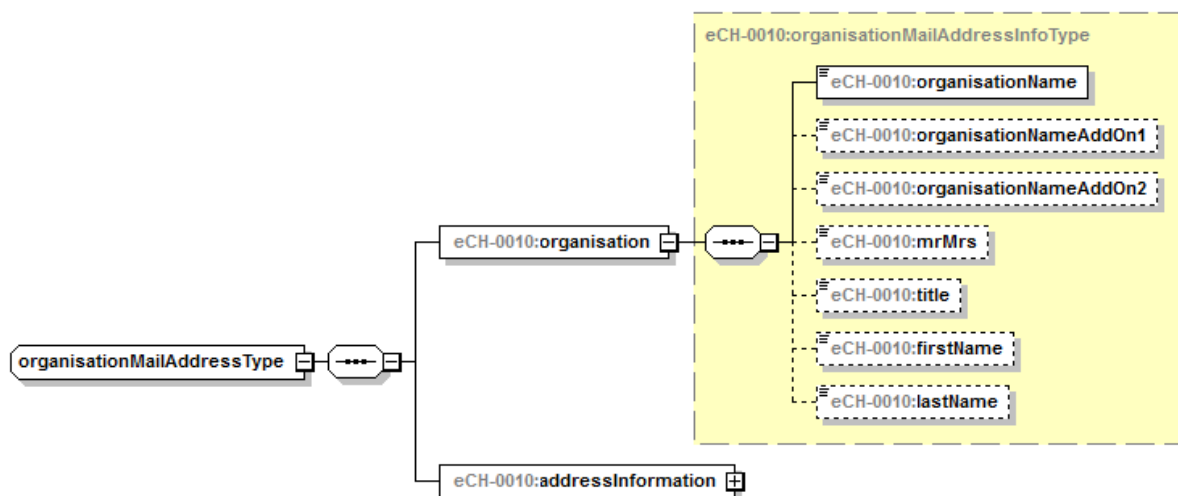 eCH-0010:organisationMailAddressInfoType
eCH-0010:organisationName
eCH-0010:organisationNameAddOn1
eCH-0010:organisationNameAddOn2
eCH-0010:organisation
eCH-0010:mrMrs
eCH-0010:title
eCH-0010:firstName
organisationMailAddressType
eCH-0010:lastName
eCH-0010:addressInformation